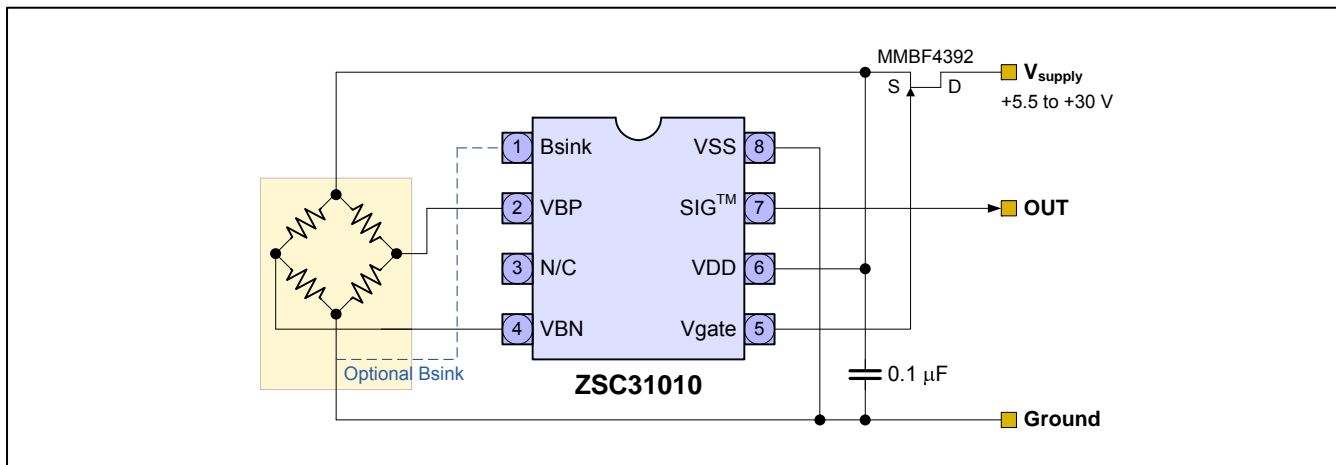 MMBF4392
S D
Vsupply
+5.5 to +30 V
1 Bsink VSS 8
2 VBP SIG™ 7 OUT
3 N/C VDD 6
4 VBN Vgate 5
Optional Bsink
0.1 μF
ZSC31010
Ground